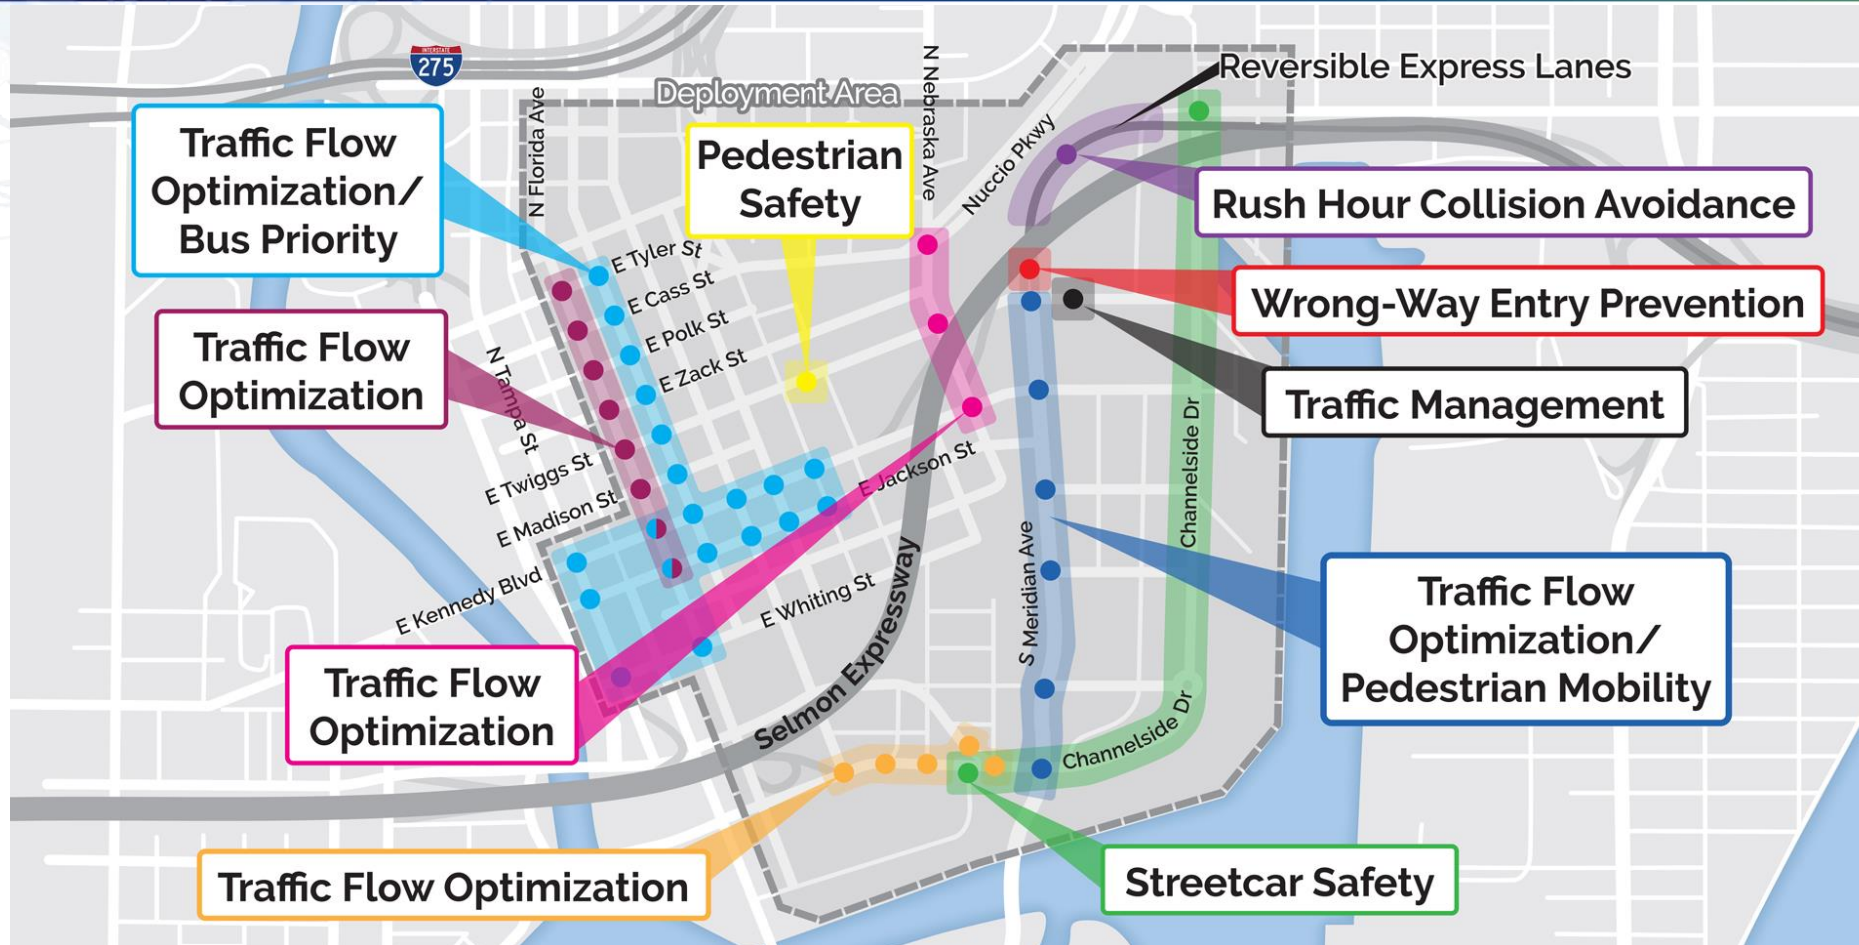 INTERSTATE
275
Deployment Area
N Florida Ave
N Nebraska Ave
Nuccio Pkwy
Reversible Express Lanes
Traffic Flow
Optimization/
Bus Priority
Pedestrian
Safety
Rush Hour Collision Avoidance
E Tyler St
E Cass St
E Polk St
E Zack St
Wrong-Way Entry Prevention
Traffic Flow
Optimization
N Tampa St
Traffic Management
E Twiggs St
E Madison St
E Jackson St
Channelside Dr
E Kennedy Blvd
E Whiting St
S Meridian Ave
Selmon Expressway
Traffic Flow
Optimization/
Pedestrian Mobility
Traffic Flow
Optimization
Channelside Dr
Traffic Flow Optimization
Streetcar Safety